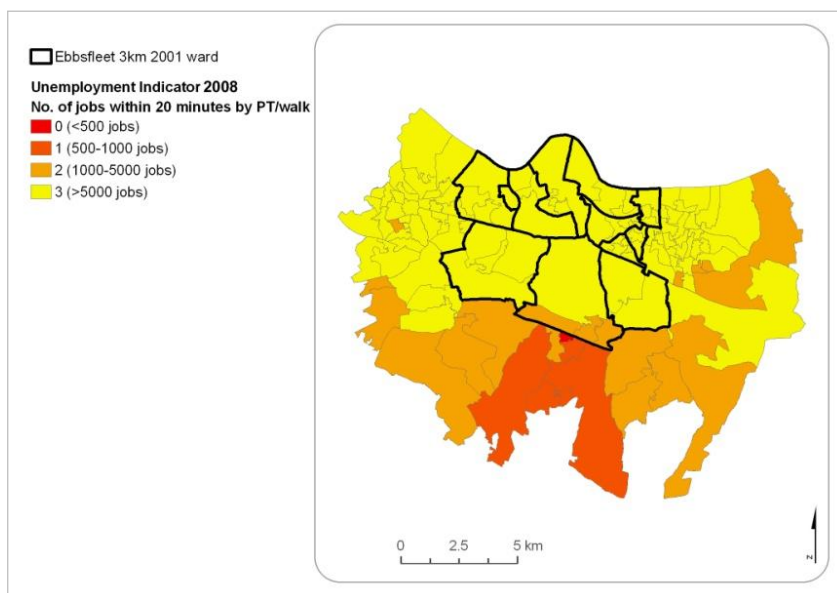 Ebbsfleet 3km 2001 ward
Unemployment Indicator 2008
No. of jobs within 20 minutes by PT/walk
0 (<500 jobs)
1 (500-1000 jobs)
2 (1000-5000 jobs)
3 (>5000 jobs)
0 2.5 5 km
N